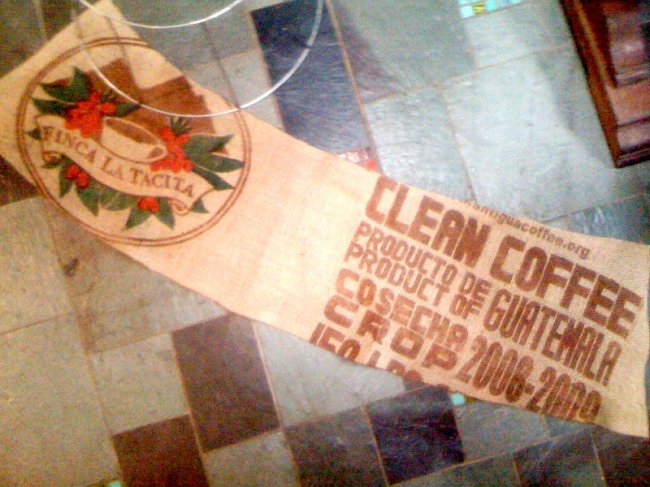 FINCA LA TACITA
CLEAN COFFEE
PRODUCTO DE
PRODUCT OF GUATEMALA
COSECHA
CROP 2008-2009